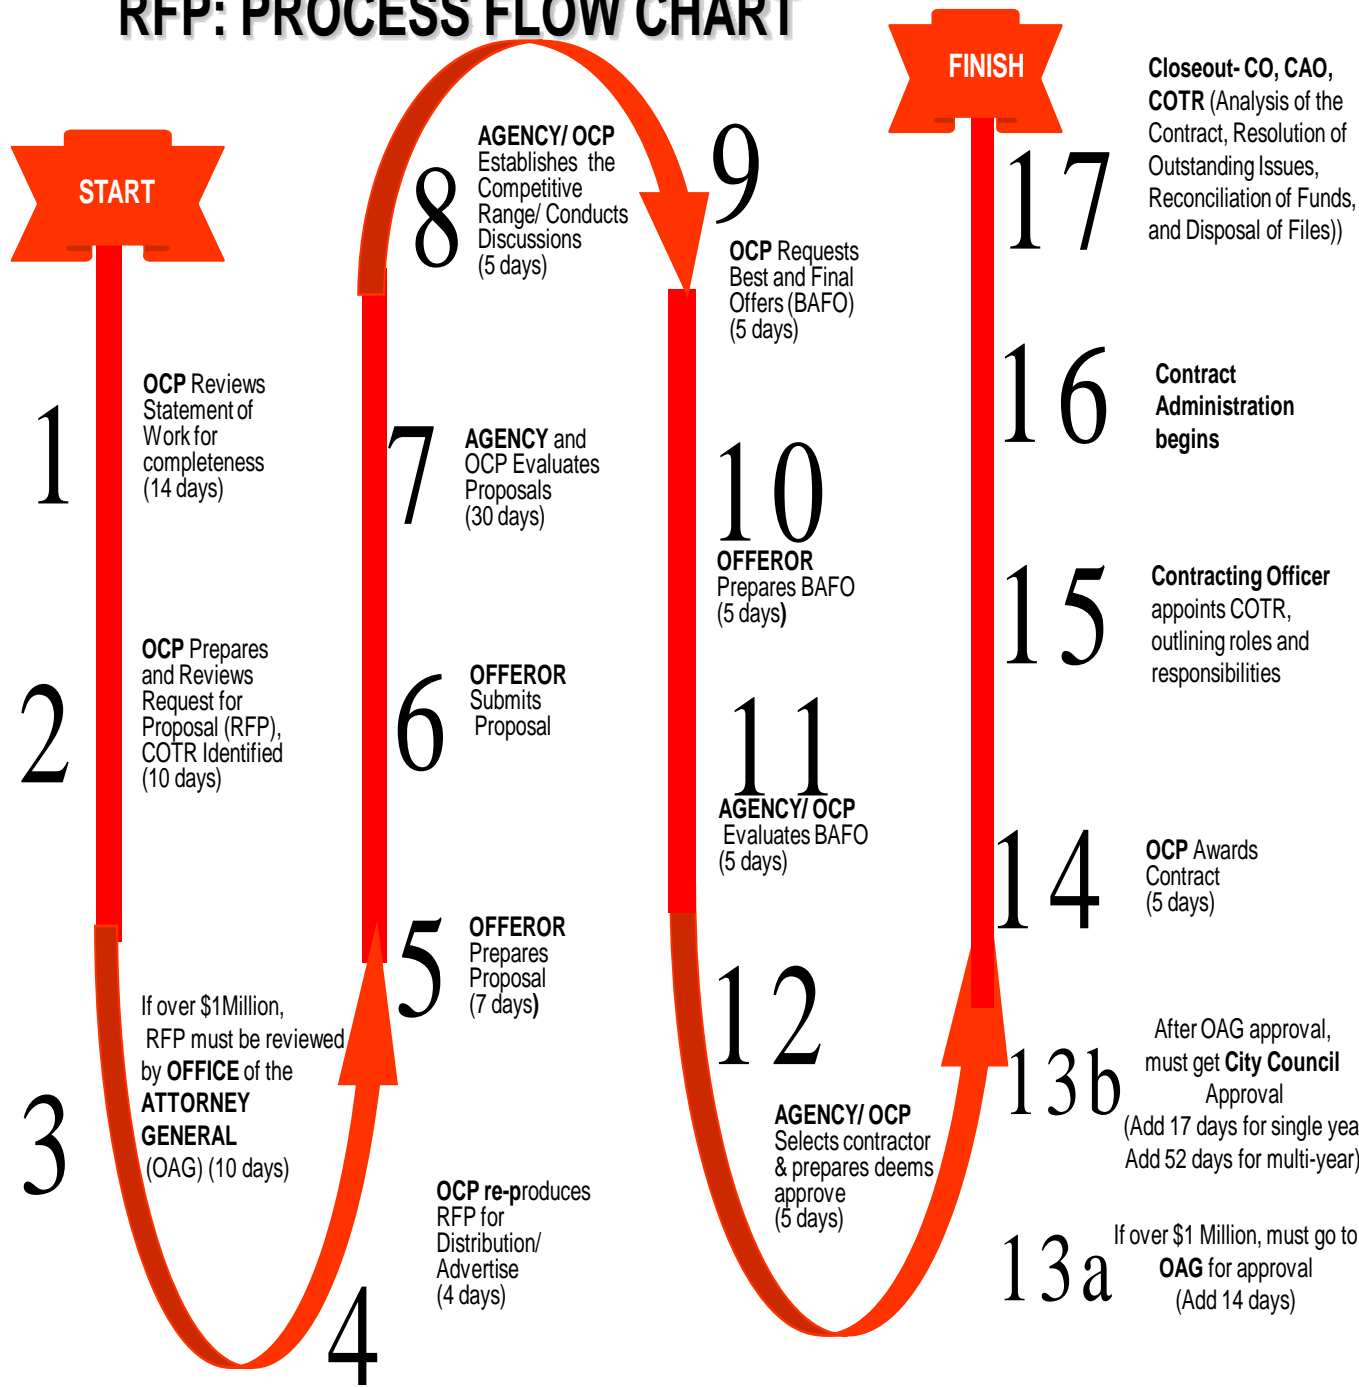 RFP: PROCESS FLOW CHART
START
1
OCP Reviews
Statement of
Work for
completeness
(14 days)
2
OCP Prepares
and Reviews
Request for
Proposal (RFP),
COTR Identified
(10 days)
3
If over $1Million,
RFP must be reviewed
by OFFICE of the
ATTORNEY
GENERAL
(OAG) (10 days)
4
OCP re-produces
RFP for
Distribution/
Advertise
(4 days)
5
OFFEROR
Prepares
Proposal
(7 days)
6
OFFEROR
Submits
Proposal
7
AGENCY and
OCP Evaluates
Proposals
(30 days)
8
AGENCY/ OCP
Establishes the
Competitive
Range/ Conducts
Discussions
(5 days)
9
OCP Requests
Best and Final
Offers (BAFO)
(5 days)
10
OFFEROR
Prepares BAFO
(5 days)
11
AGENCY/ OCP
Evaluates BAFO
(5 days)
12
AGENCY/ OCP
Selects contractor
& prepares deems
approve
(5 days)
13a
If over $1 Million, must go to
OAG for approval
(Add 14 days)
13b
After OAG approval,
must get City Council
Approval
(Add 17 days for single yea
Add 52 days for multi-year)
14
OCP Awards
Contract
(5 days)
15
Contracting Officer
appoints COTR,
outlining roles and
responsibilities
16
Contract
Administration
begins
17
Closeout- CO, CAO,
COTR (Analysis of the
Contract, Resolution of
Outstanding Issues,
Reconciliation of Funds,
and Disposal of Files))
FINISH